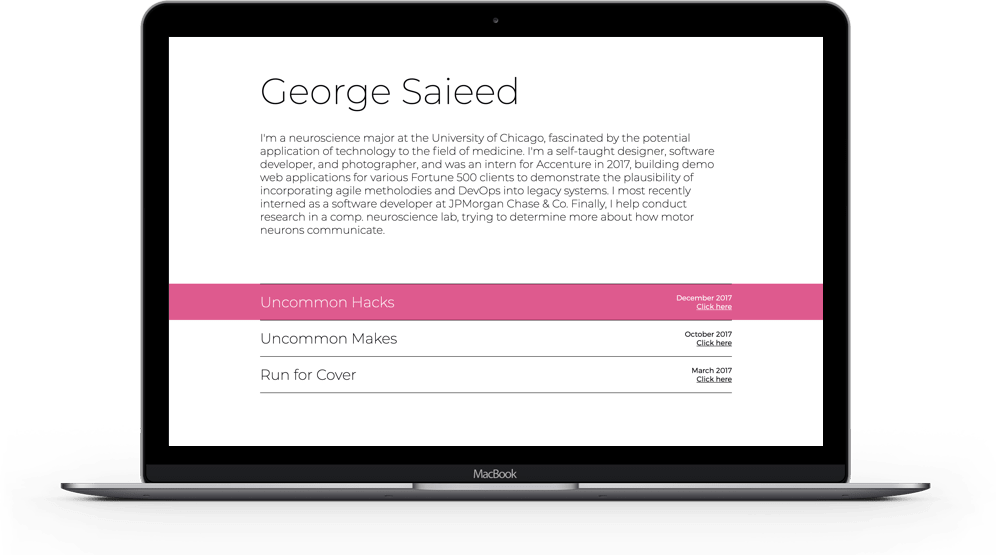 George Saieed
I'm a neuroscience major at the University of Chicago, fascinated by the potential
application of technology to the field of medicine. I'm a self-taught designer, software
developer, and photographer, and was an intern for Accenture in 2017, building demo
web applications for various Fortune 500 clients to demonstrate the plausibility of
incorporating agile metholodies and DevOps into legacy systems. I most recently
interned as a software developer at JPMorgan Chase & Co. Finally, I help conduct
research in a comp. neuroscience lab, trying to determine more about how motor
neurons communicate.
Uncommon Hacks
December 2017
Click here
Uncommon Makes
October 2017
Click here
Run for Cover
March 2017
Click here
MacBook